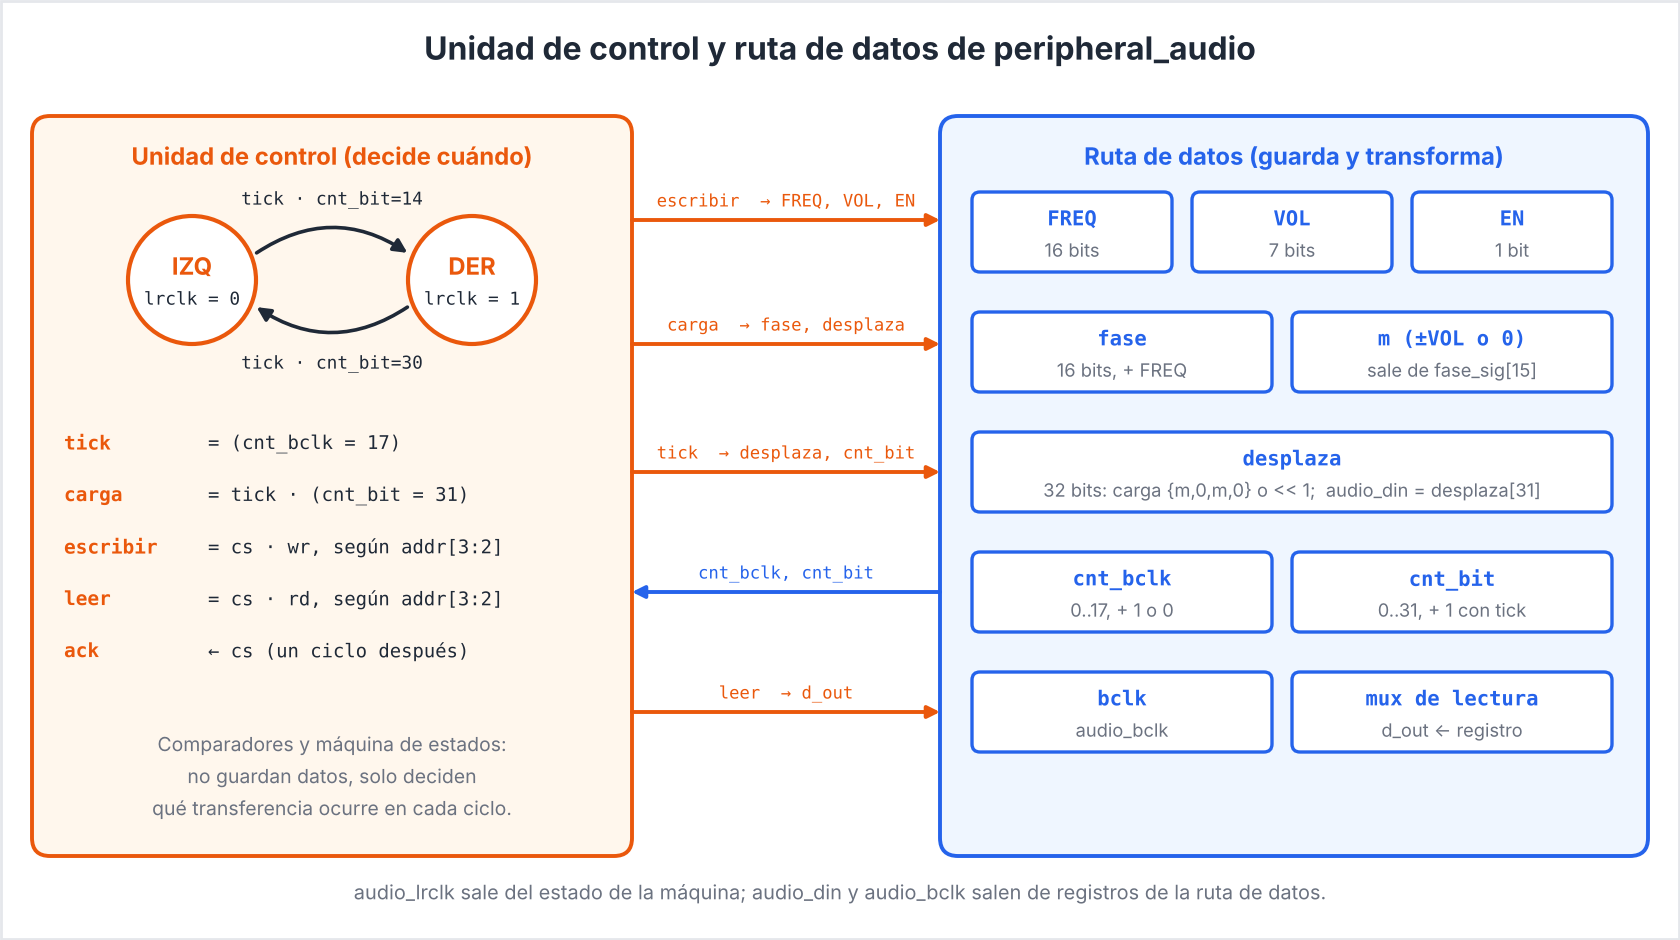 Unidad de control y ruta de datos de peripheral_audio
Unidad de control (decide cuándo)
tick · cnt_bit=14
IZQ
lrclk = 0
DER
lrclk = 1
tick · cnt_bit=30
tick = (cnt_bclk = 17)
carga = tick · (cnt_bit = 31)
escribir = cs · wr, según addr[3:2]
leer = cs · rd, según addr[3:2]
ack ← cs (un ciclo después)
Comparadores y máquina de estados:
no guardan datos, solo deciden
qué transferencia ocurre en cada ciclo.
escribir → FREQ, VOL, EN
carga → fase, desplaza
tick → desplaza, cnt_bit
cnt_bclk, cnt_bit
leer → d_out
Ruta de datos (guarda y transforma)
FREQ
16 bits
VOL
7 bits
EN
1 bit
fase
16 bits, + FREQ
m (±VOL o 0)
sale de fase_sig[15]
desplaza
32 bits: carga {m,0,m,0} o << 1; audio_din = desplaza[31]
cnt_bclk
0..17, + 1 o 0
cnt_bit
0..31, + 1 con tick
bclk
audio_bclk
mux de lectura
d_out ← registro
audio_lrclk sale del estado de la máquina; audio_din y audio_bclk salen de registros de la ruta de datos.